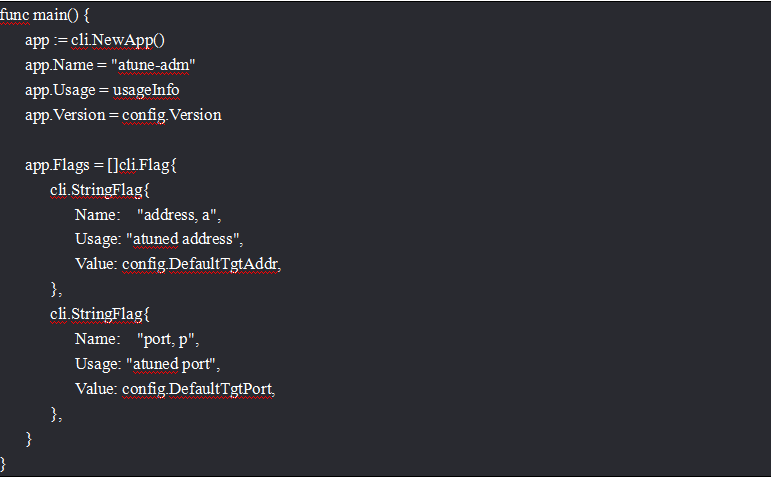 func main() {
app := cli.NewApp()
app.Name = "atune-adm"
app.Usage = usageInfo
app.Version = config.Version
app.Flags = []cli.Flag{
cli.StringFlag{
Name: "address, a",
Usage: "atuned address",
Value: config.DefaultTgtAddr,
},
cli.StringFlag{
Name: "port, p",
Usage: "atuned port",
Value: config.DefaultTgtPort,
},
}
}